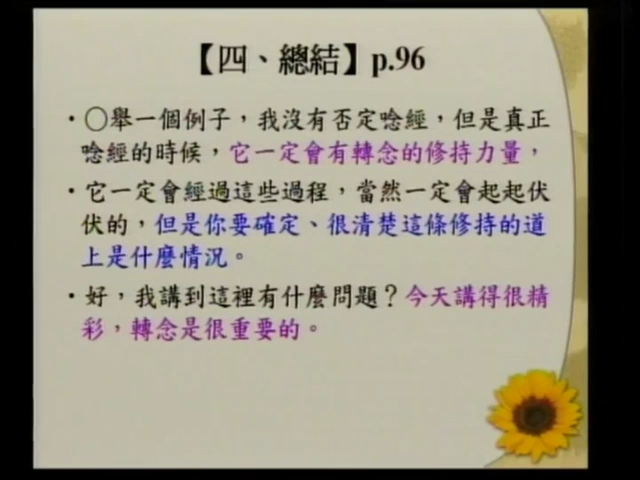 【四、總結】p.96
·○舉一個例子，我沒有否定唸經，但是真正
唸經的時候，它一定會有轉念的修持力量，
·它一定會經過這些過程，當然一定會起起伏
伏的，但是你要確定、很清楚這條修持的道
上是什麼情況。
·好，我講到這裡有什麼問題？今天講得很精
彩，轉念是很重要的。